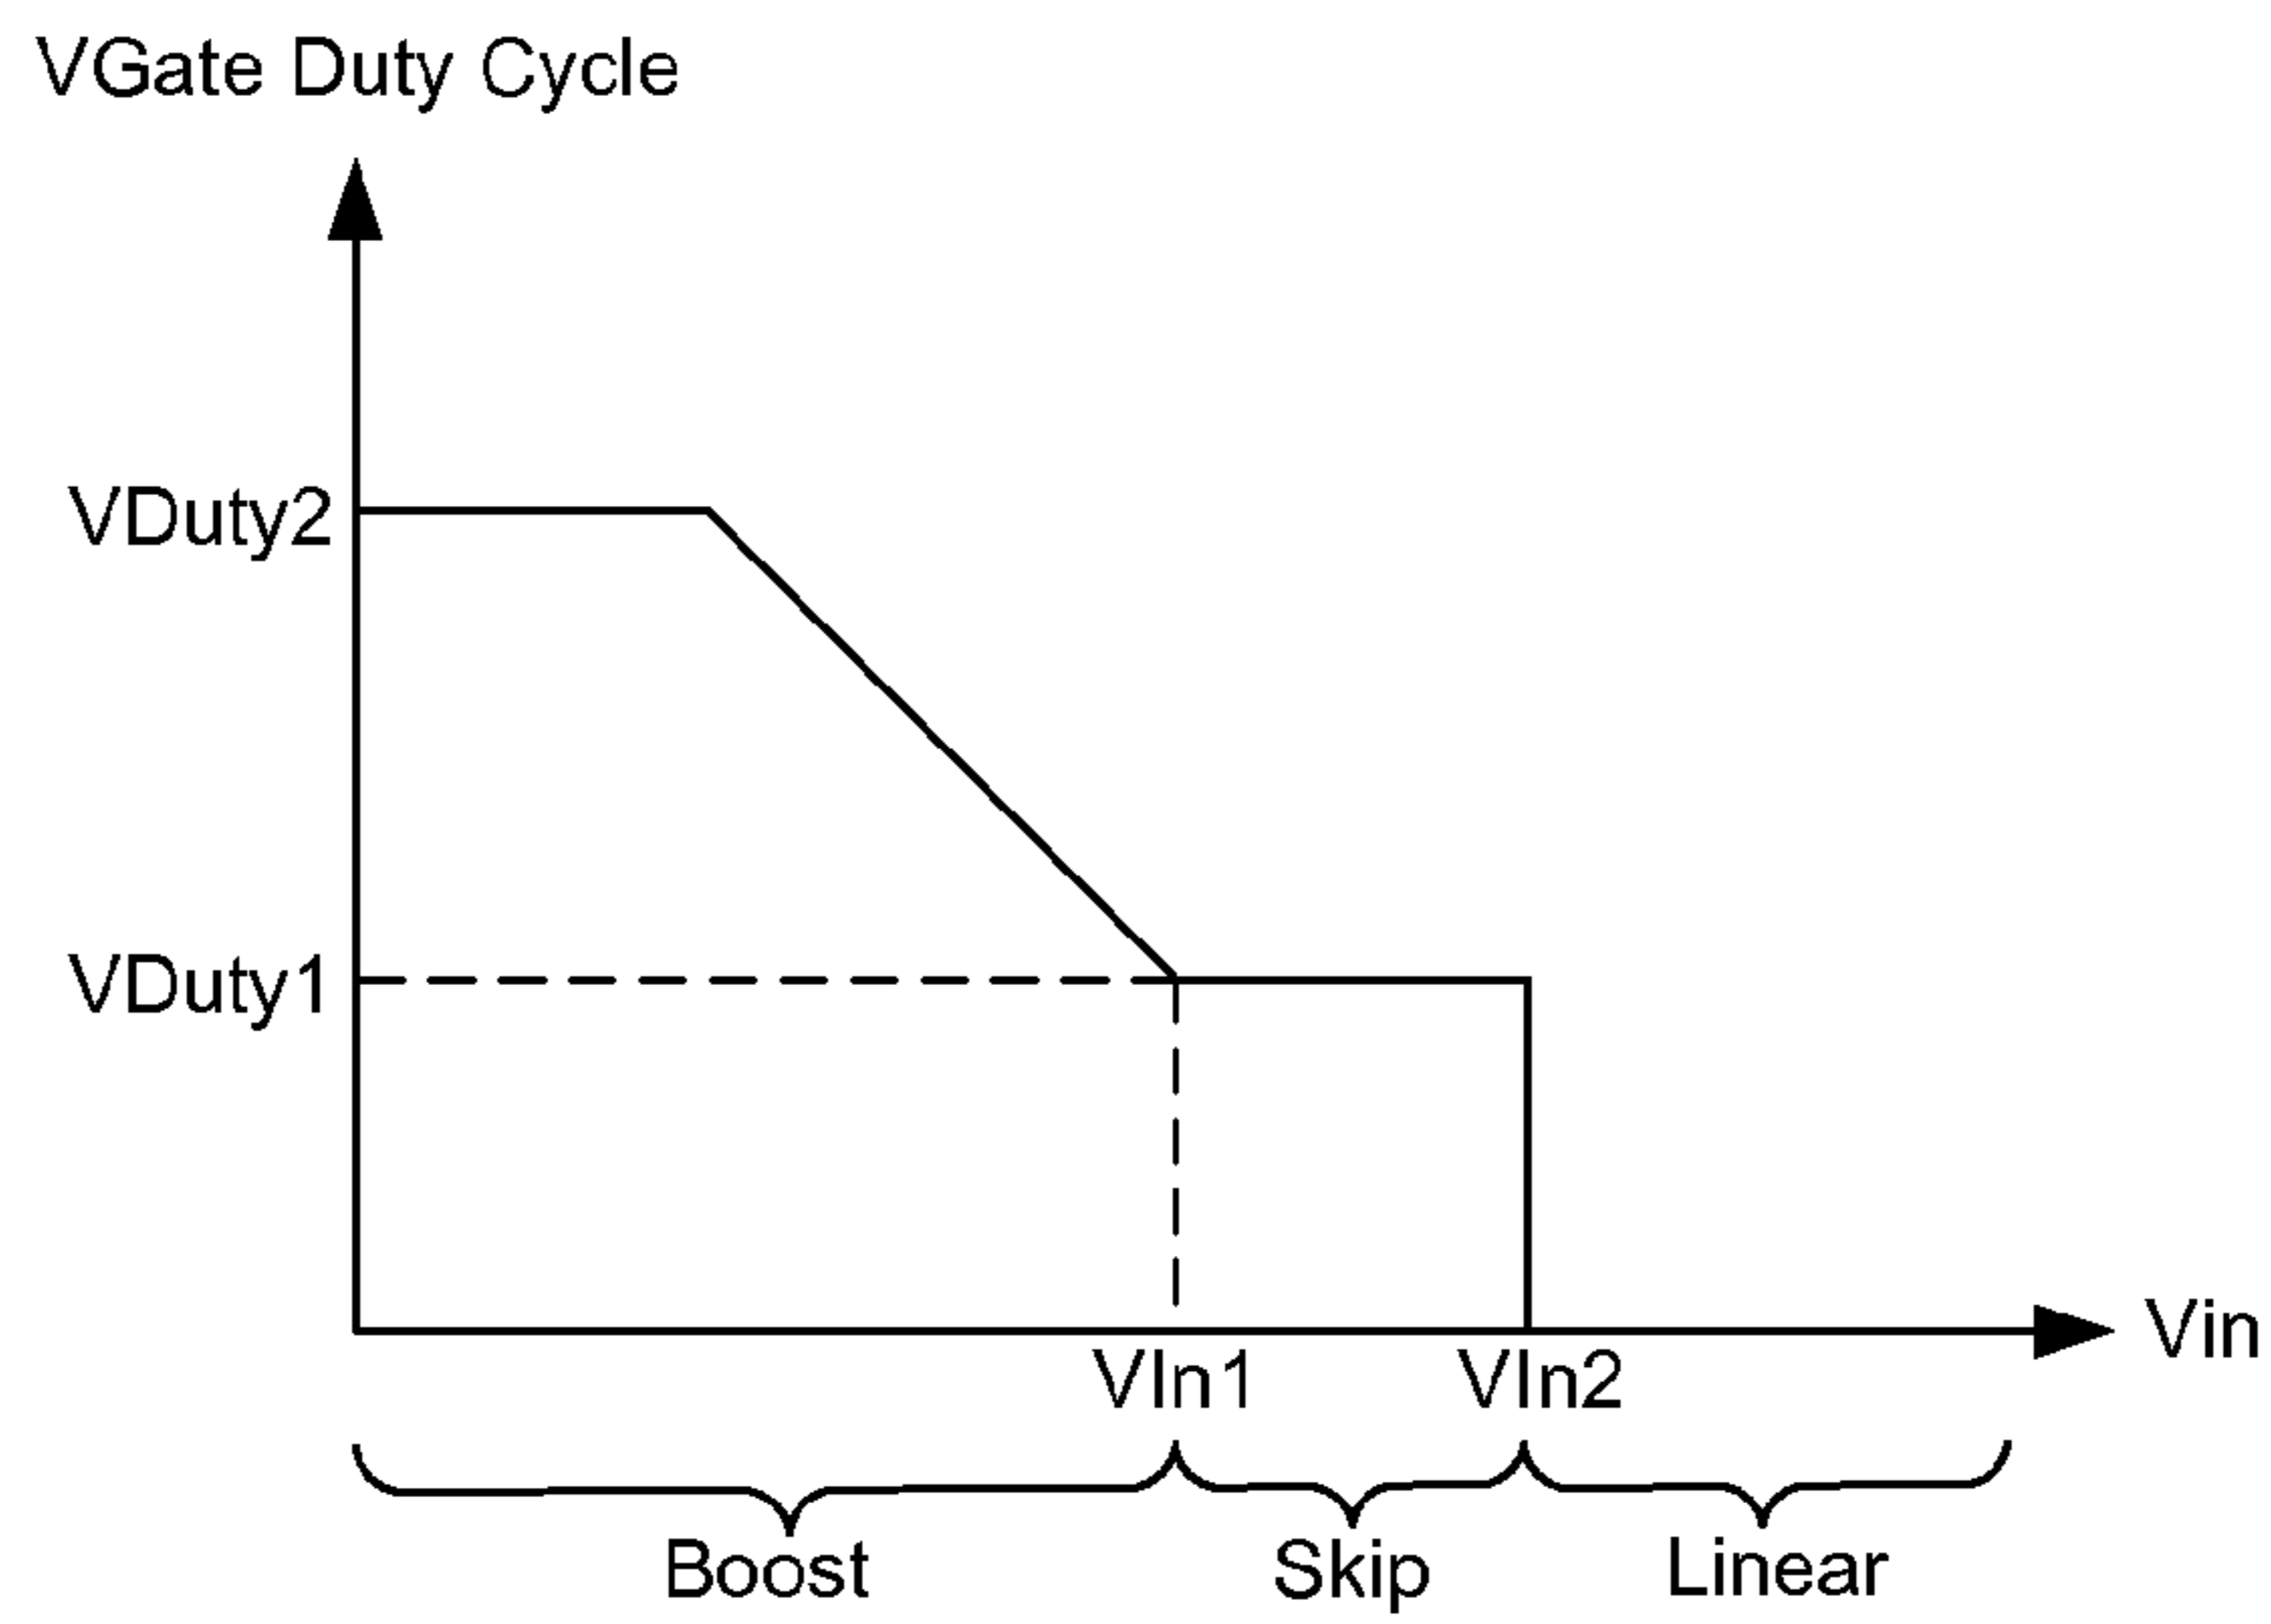 VGate Duty Cycle
VDuty2
VDuty1
Vin
VIn1 VIn2
Boost Skip Linear